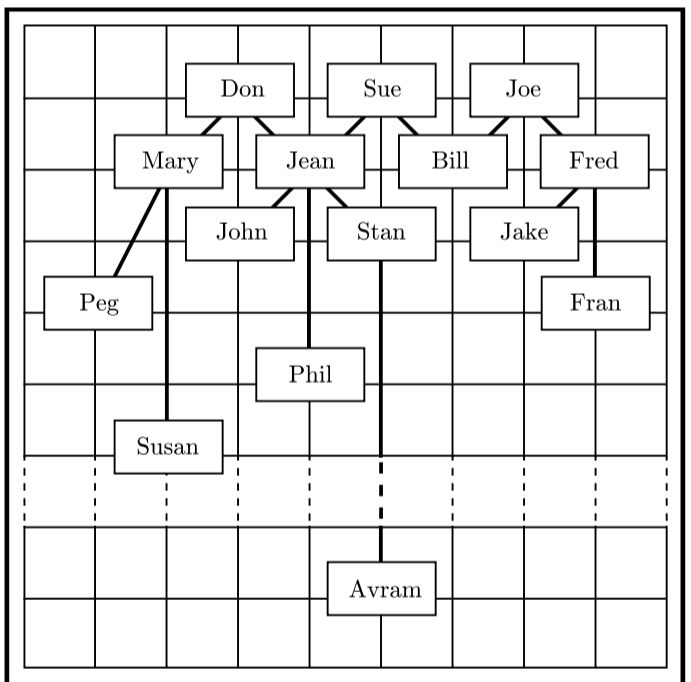 Don Sue Joe
Mary Jean Bill Fred
John Stan Jake
Peg Fran
Phil
Susan
Avram